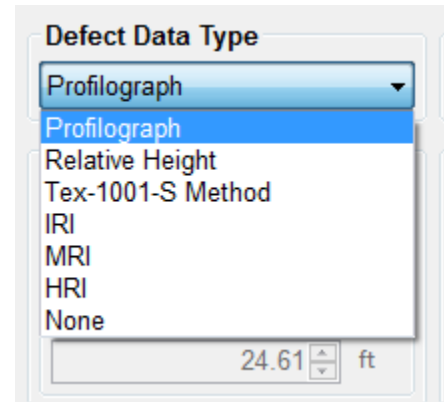 Defect Data Type
Profilograph
Profilograph
Relative Height
Tex-1001-S Method
IRI
MRI
HRI
None
24.61 ft